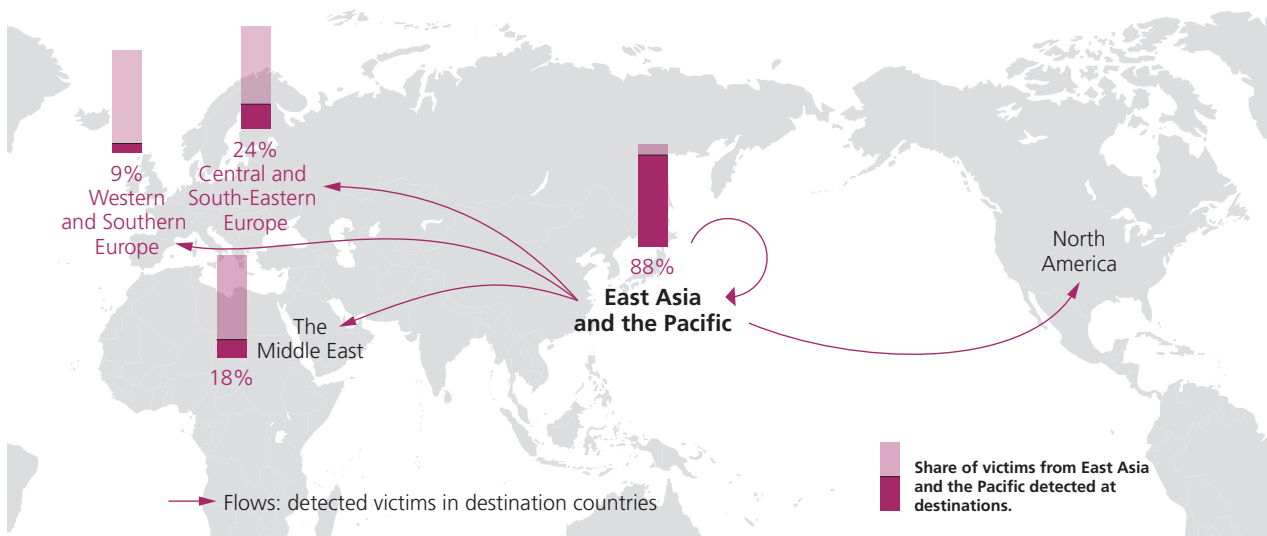 24%
Central and
South-Eastern
Europe
9%
Western
and Southern
Europe
88%
East Asia
and the Pacific
North
America
The
Middle East
18%
Flows: detected victims in destination countries
Share of victims from East Asia
and the Pacific detected at
destinations.